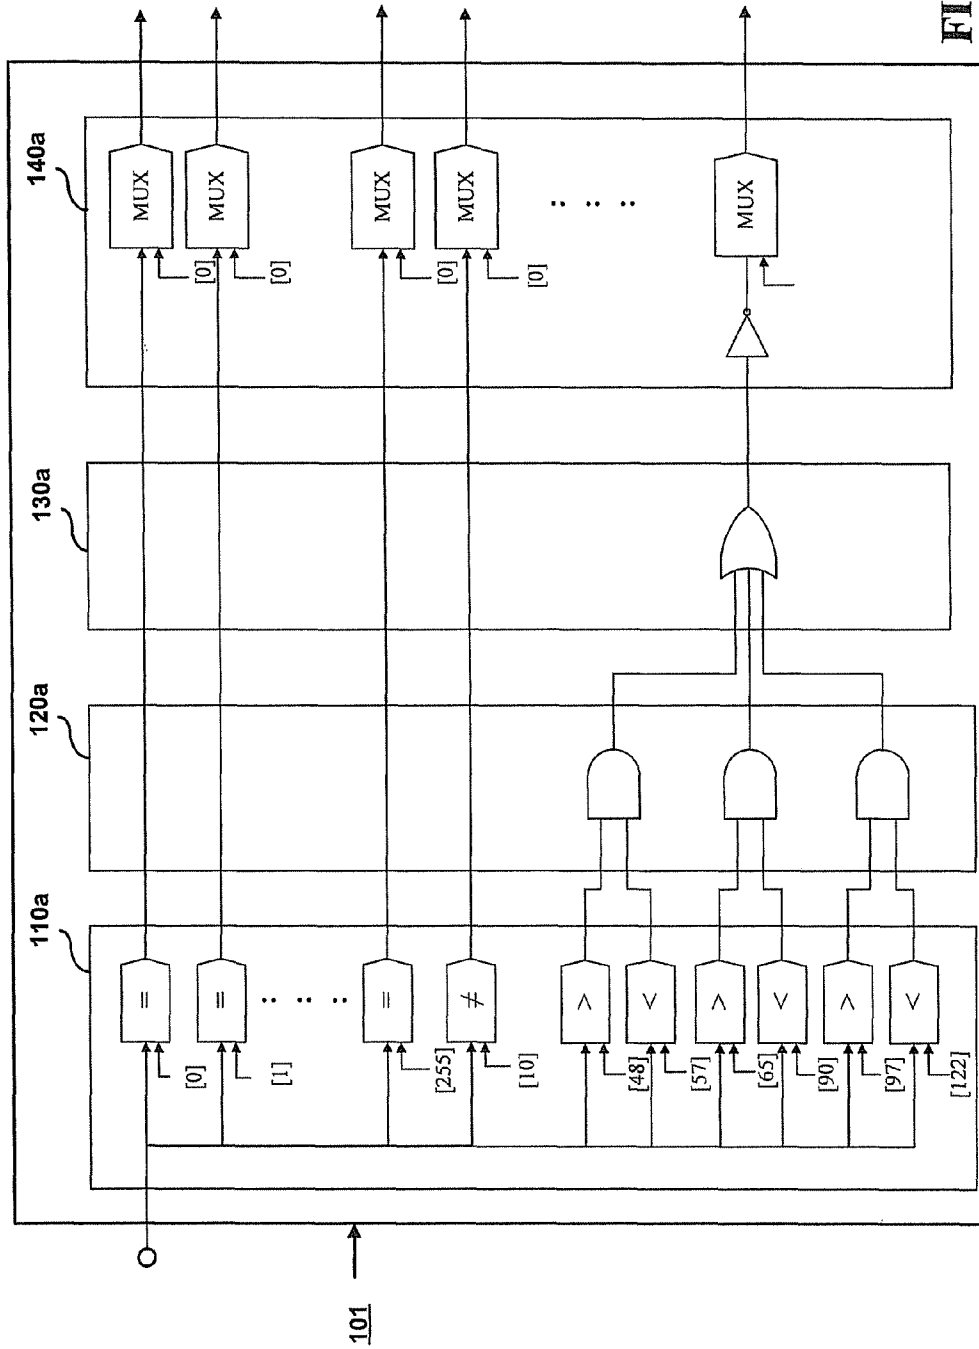 101
110a
120a
130a
140a
=
[0]
=
[1]
=
[255]
≠
[10]
>
[48]
<
[57]
>
[65]
<
[90]
>
[97]
<
[122]
MUX
[0]
MUX
[0]
MUX
[0]
MUX
[0]
MUX
FI